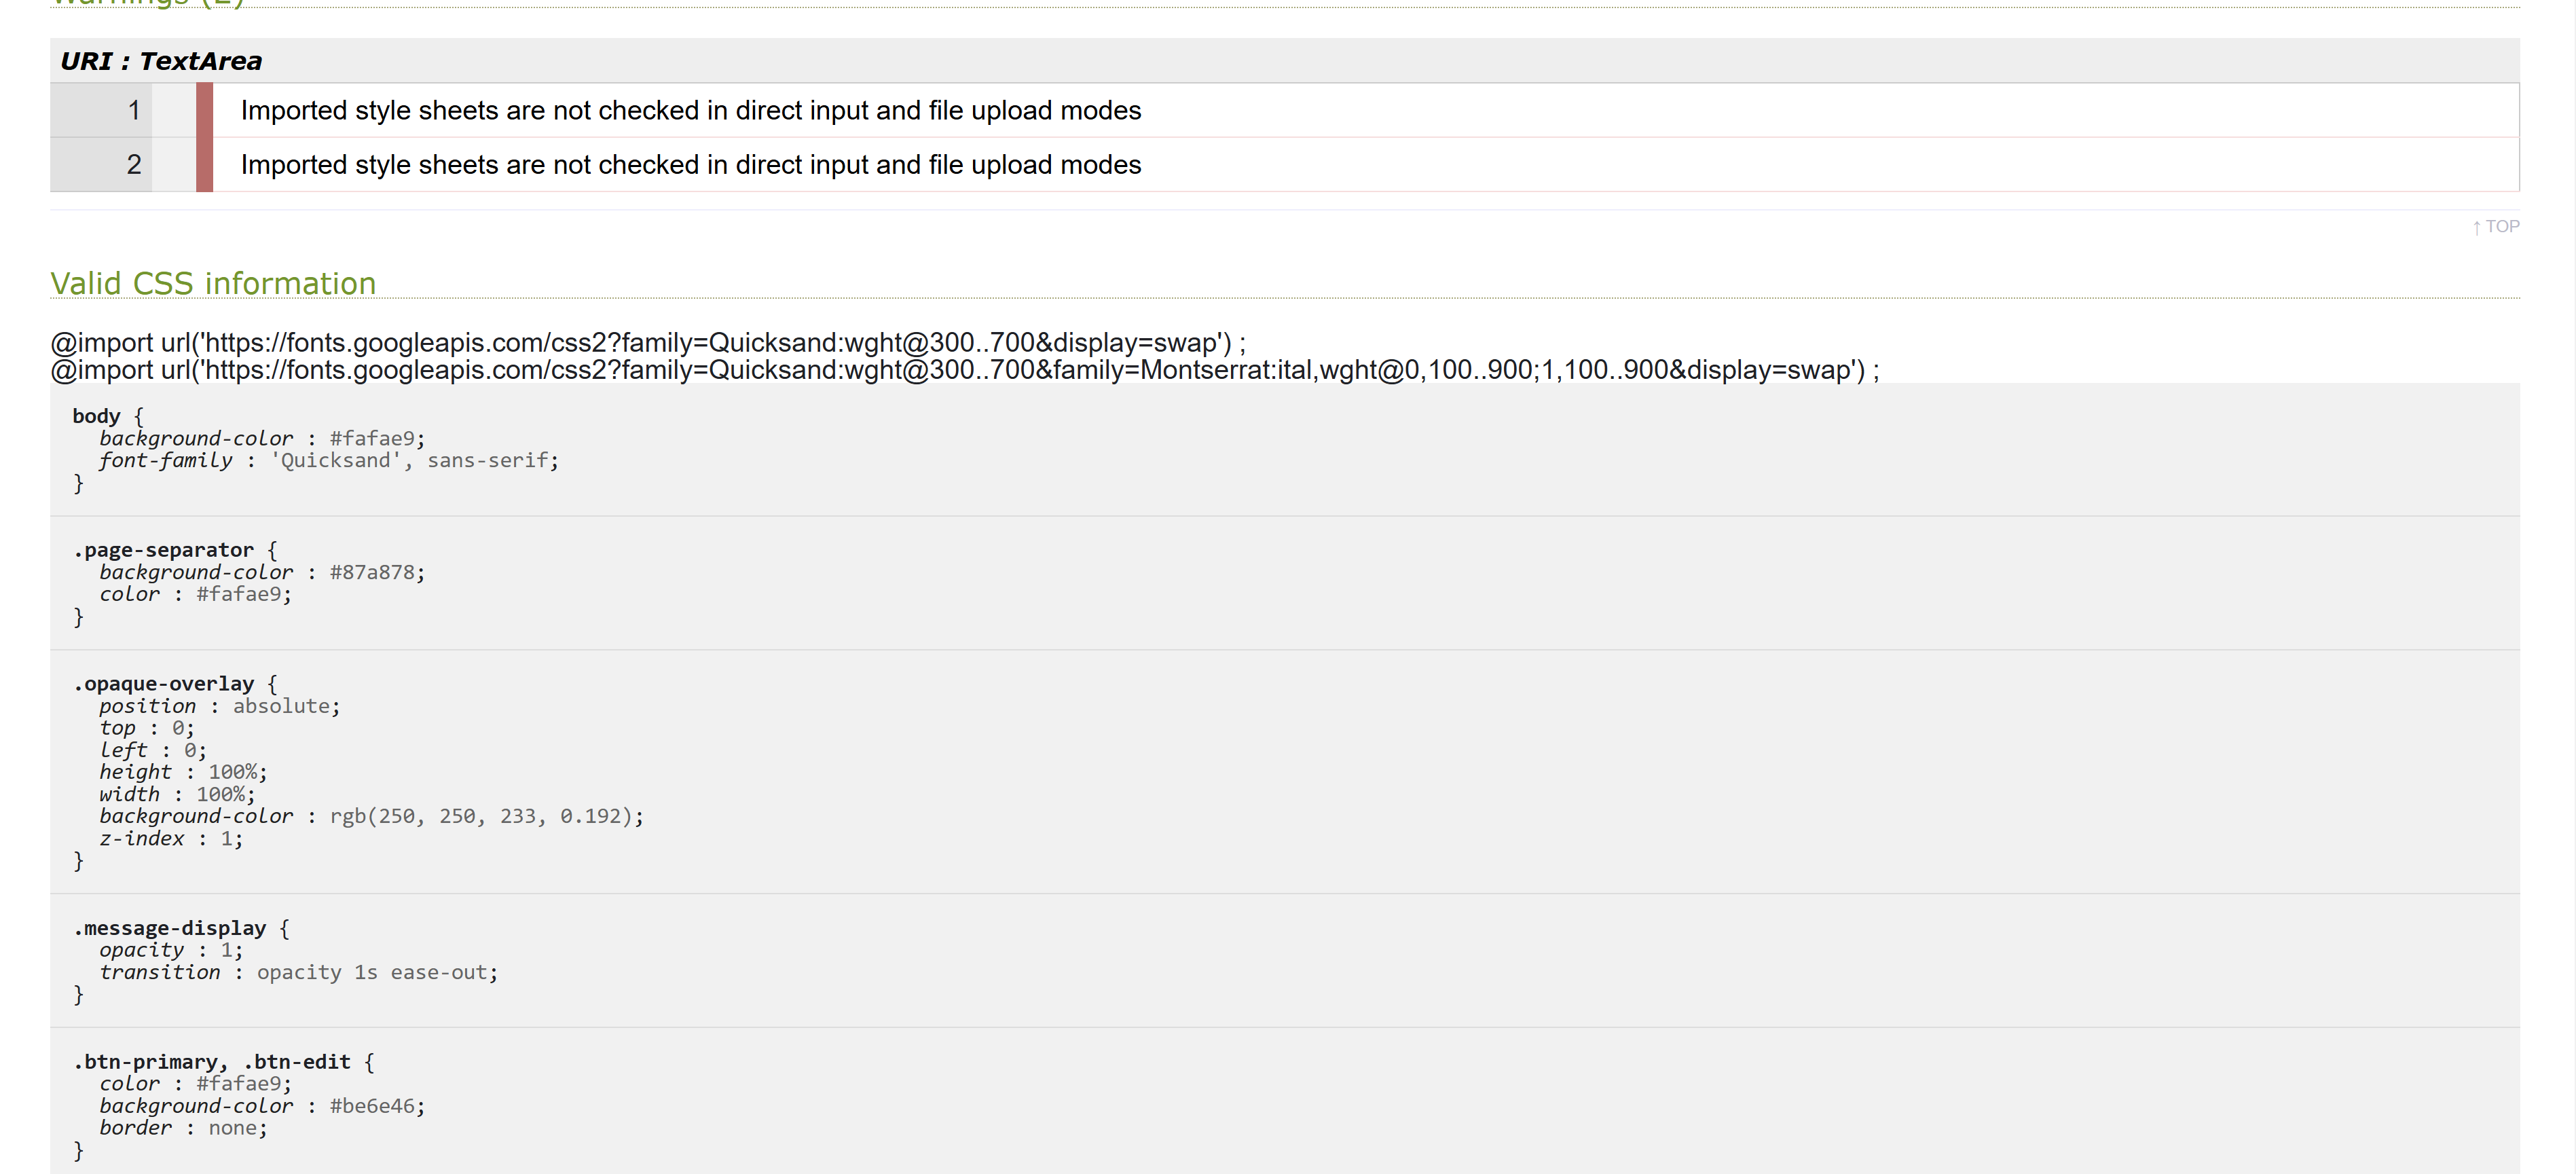 Warnings (2)
URI : TextArea
1 Imported style sheets are not checked in direct input and file upload modes
2 Imported style sheets are not checked in direct input and file upload modes
↑ TOP
Valid CSS information
@import url('https://fonts.googleapis.com/css2?family=Quicksand:wght@300..700&display=swap') ;
@import url('https://fonts.googleapis.com/css2?family=Quicksand:wght@300..700&family=Montserrat:ital,wght@0,100..900;1,100..900&display=swap') ;
body {
background-color : #fafae9;
font-family : 'Quicksand', sans-serif;
}
.page-separator {
background-color : #87a878;
color : #fafae9;
}
.opaque-overlay {
position : absolute;
top : 0;
left : 0;
height : 100%;
width : 100%;
background-color : rgb(250, 250, 233, 0.192);
z-index : 1;
}
.message-display {
opacity : 1;
transition : opacity 1s ease-out;
}
.btn-primary, .btn-edit {
color : #fafae9;
background-color : #be6e46;
border : none;
}